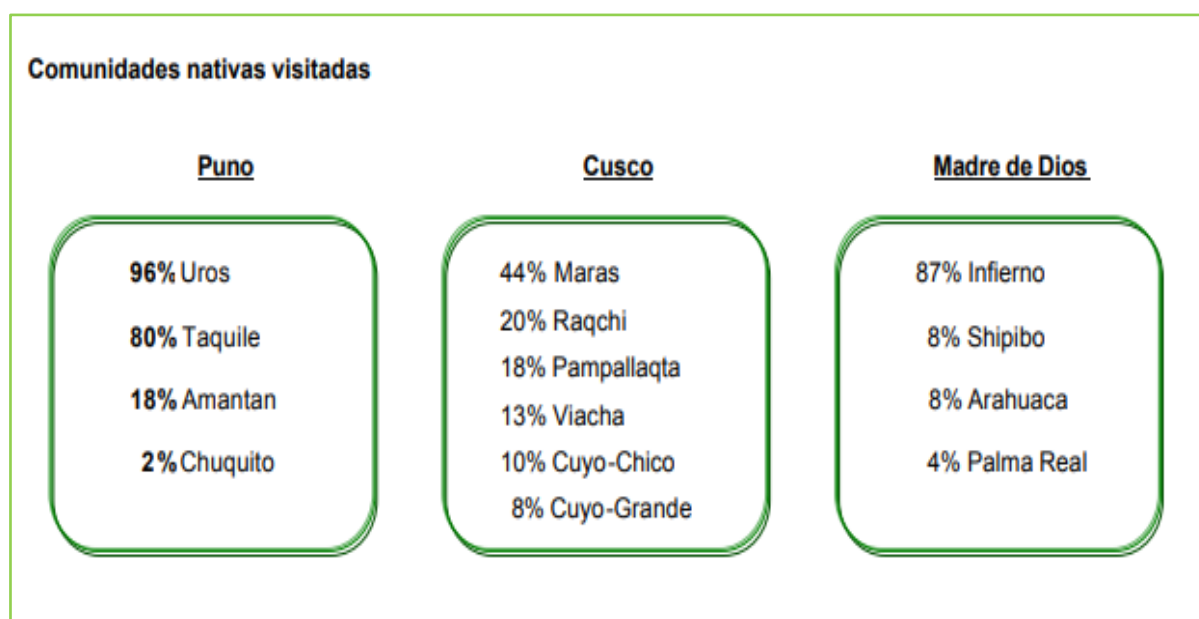 Comunidades nativas visitadas
Puno
96% Uros
80% Taquile
18% Amantan
2% Chuquito
Cusco
44% Maras
20% Raqchi
18% Pampallaqta
13% Viacha
10% Cuyo-Chico
8% Cuyo-Grande
Madre de Dios
87% Infierno
8% Shipibo
8% Arahuaca
4% Palma Real